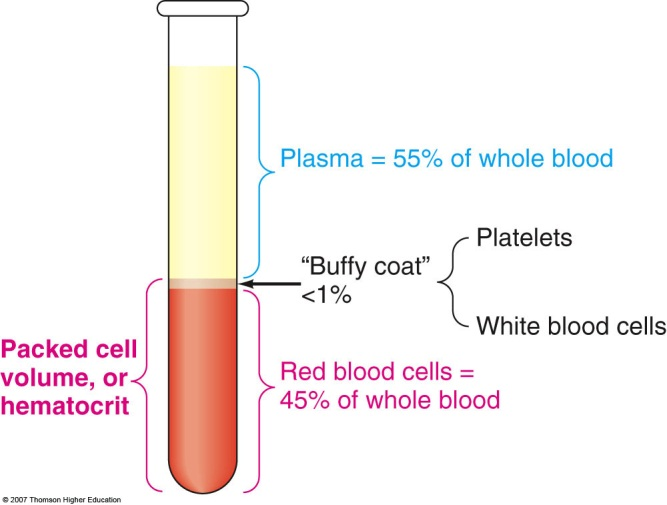 Plasma = 55% of whole blood
“Buffy coat”
<1%
Platelets
White blood cells
Packed cell
volume, or
hematocrit
Red blood cells =
45% of whole blood
© 2007 Thomson Higher Education